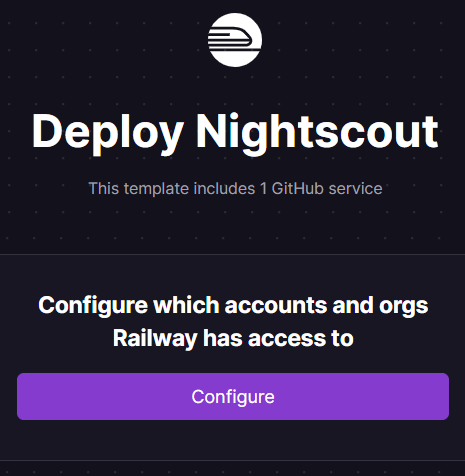 Deploy Nightscout
This template includes 1 GitHub service
Configure which accounts and orgs
Railway has access to
Configure